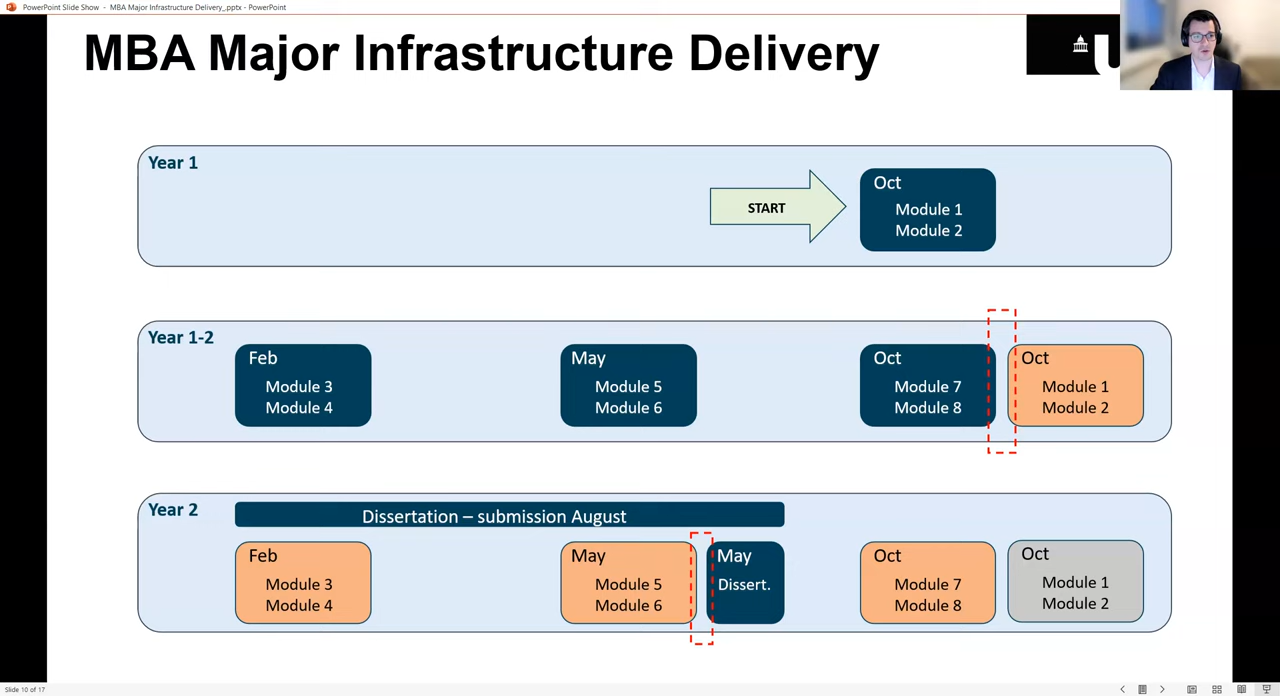 PowerPoint Slide Show - MBA Major Infrastructure Delivery_.pptx - PowerPoint
MBA Major Infrastructure Delivery
Year 1
START
Oct
Module 1
Module 2
Year 1-2
Feb
Module 3
Module 4
May
Module 5
Module 6
Oct
Module 7
Module 8
Oct
Module 1
Module 2
Year 2
Dissertation – submission August
Feb
Module 3
Module 4
May
Module 5
Module 6
May
Dissert.
Oct
Module 7
Module 8
Oct
Module 1
Module 2
Slide 10 of 17